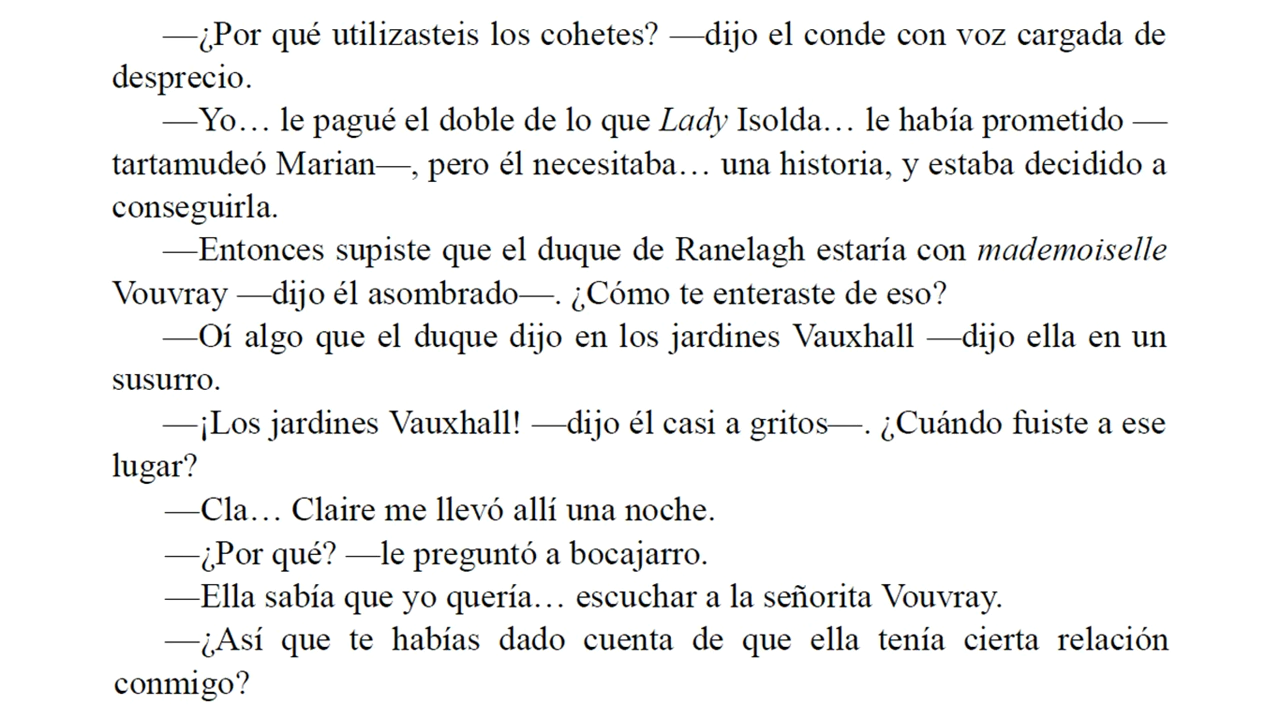 —¿Por qué utilizasteis los cohetes? —dijo el conde con voz cargada de
desprecio.
—Yo… le pagué el doble de lo que Lady Isolda… le había prometido —
tartamudeó Marian—, pero él necesitaba… una historia, y estaba decidido a
conseguirla.
—Entonces supiste que el duque de Ranelagh estaría con mademoiselle
Vouvray —dijo él asombrado—. ¿Cómo te enteraste de eso?
—Oí algo que el duque dijo en los jardines Vauxhall —dijo ella en un
susurro.
—¡Los jardines Vauxhall! —dijo él casi a gritos—. ¿Cuándo fuiste a ese
lugar?
—Cla… Claire me llevó allí una noche.
—¿Por qué? —le preguntó a bocajarro.
—Ella sabía que yo quería… escuchar a la señorita Vouvray.
—¿Así que te habías dado cuenta de que ella tenía cierta relación
conmigo?